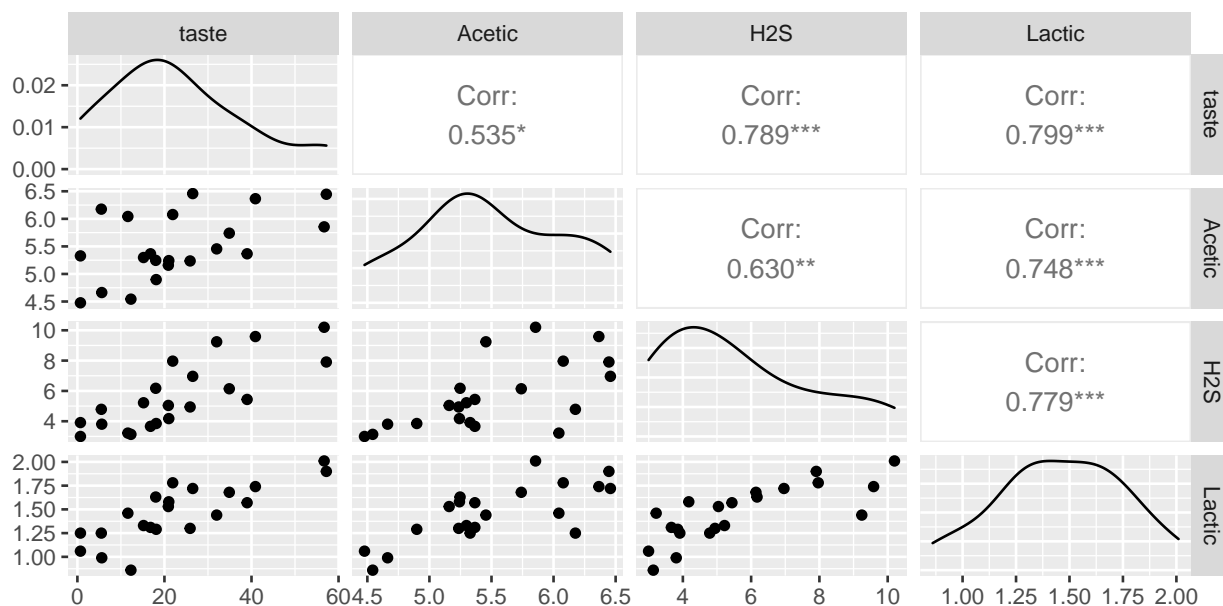 taste Acetic H2S Lactic
0.02
0.01
0.00
Corr:
0.535*
Corr:
0.789***
Corr:
0.799***
taste
6.5
6.0
5.5
5.0
4.5
Corr:
0.630**
Corr:
0.748***
Acetic
10
8
6
4
Corr:
0.779***
H2S
2.00
1.75
1.50
1.25
1.00
Lactic
0 20 40 60 4.5 5.0 5.5 6.0 6.5 4 6 8 10 1.00 1.25 1.50 1.75 2.00